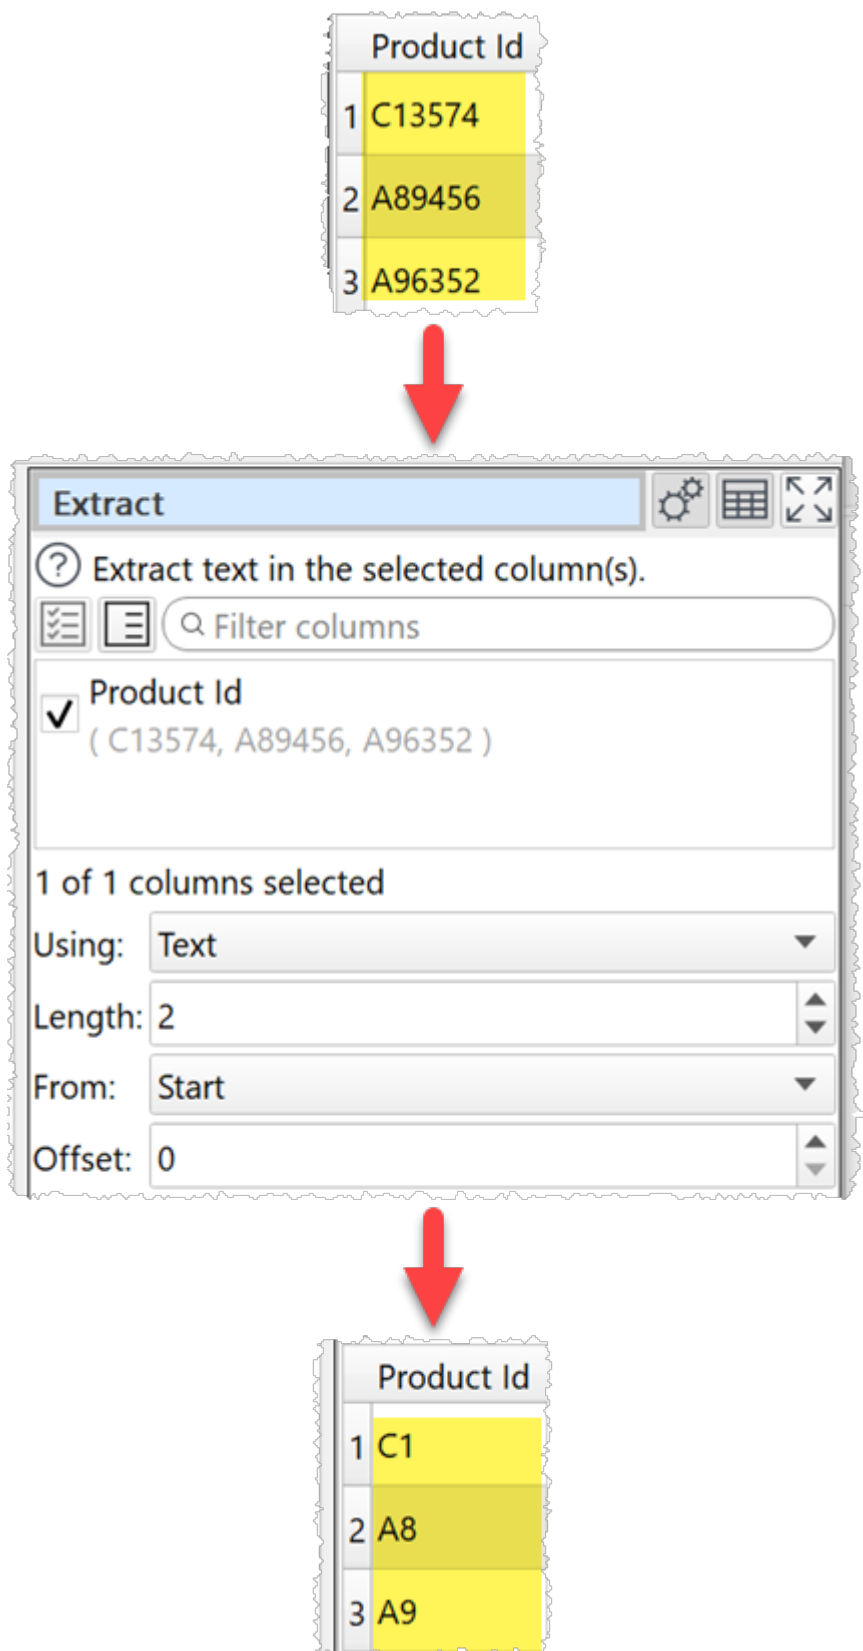 Product Id
1 C13574
2 A89456
3 A96352
Extract
? Extract text in the selected column(s).
Filter columns
Product Id
( C13574, A89456, A96352 )
1 of 1 columns selected
Using: Text
Length: 2
From: Start
Offset: 0
Product Id
1 C1
2 A8
3 A9